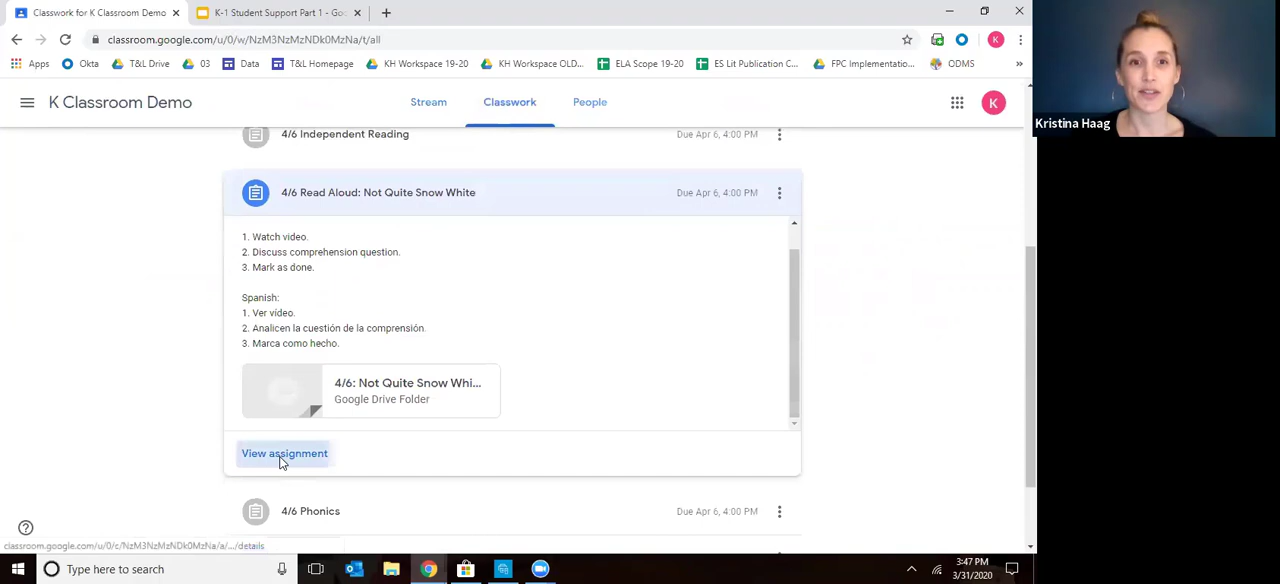 Classwork for K Classroom Demo
K-1 Student Support Part 1 - Goo
classroom.google.com/u/0/w/NzM3NzMzNDk0MzNa/t/all
K
Apps
Okta
T&L Drive
03
Data
T&L Homepage
KH Workspace 19-20
KH Workspace OLD...
ELA Scope 19-20
ES Lit Publication C...
FPC Implementatio...
ODMS
»
K Classroom Demo
Stream
Classwork
People
K
Kristina Haag
4/6 Independent Reading
Due Apr 6, 4:00 PM
4/6 Read Aloud: Not Quite Snow White
Due Apr 6, 4:00 PM
1. Watch video.
2. Discuss comprehension question.
3. Mark as done.
Spanish:
1. Ver vídeo.
2. Analicen la cuestión de la comprensión.
3. Marca como hecho.
4/6: Not Quite Snow Whi...
Google Drive Folder
View assignment
4/6 Phonics
Due Apr 6, 4:00 PM
classroom.google.com/u/0/c/NzM3NzMzNDk0MzNa/a/.../details
Type here to search
3:47 PM
3/31/2020